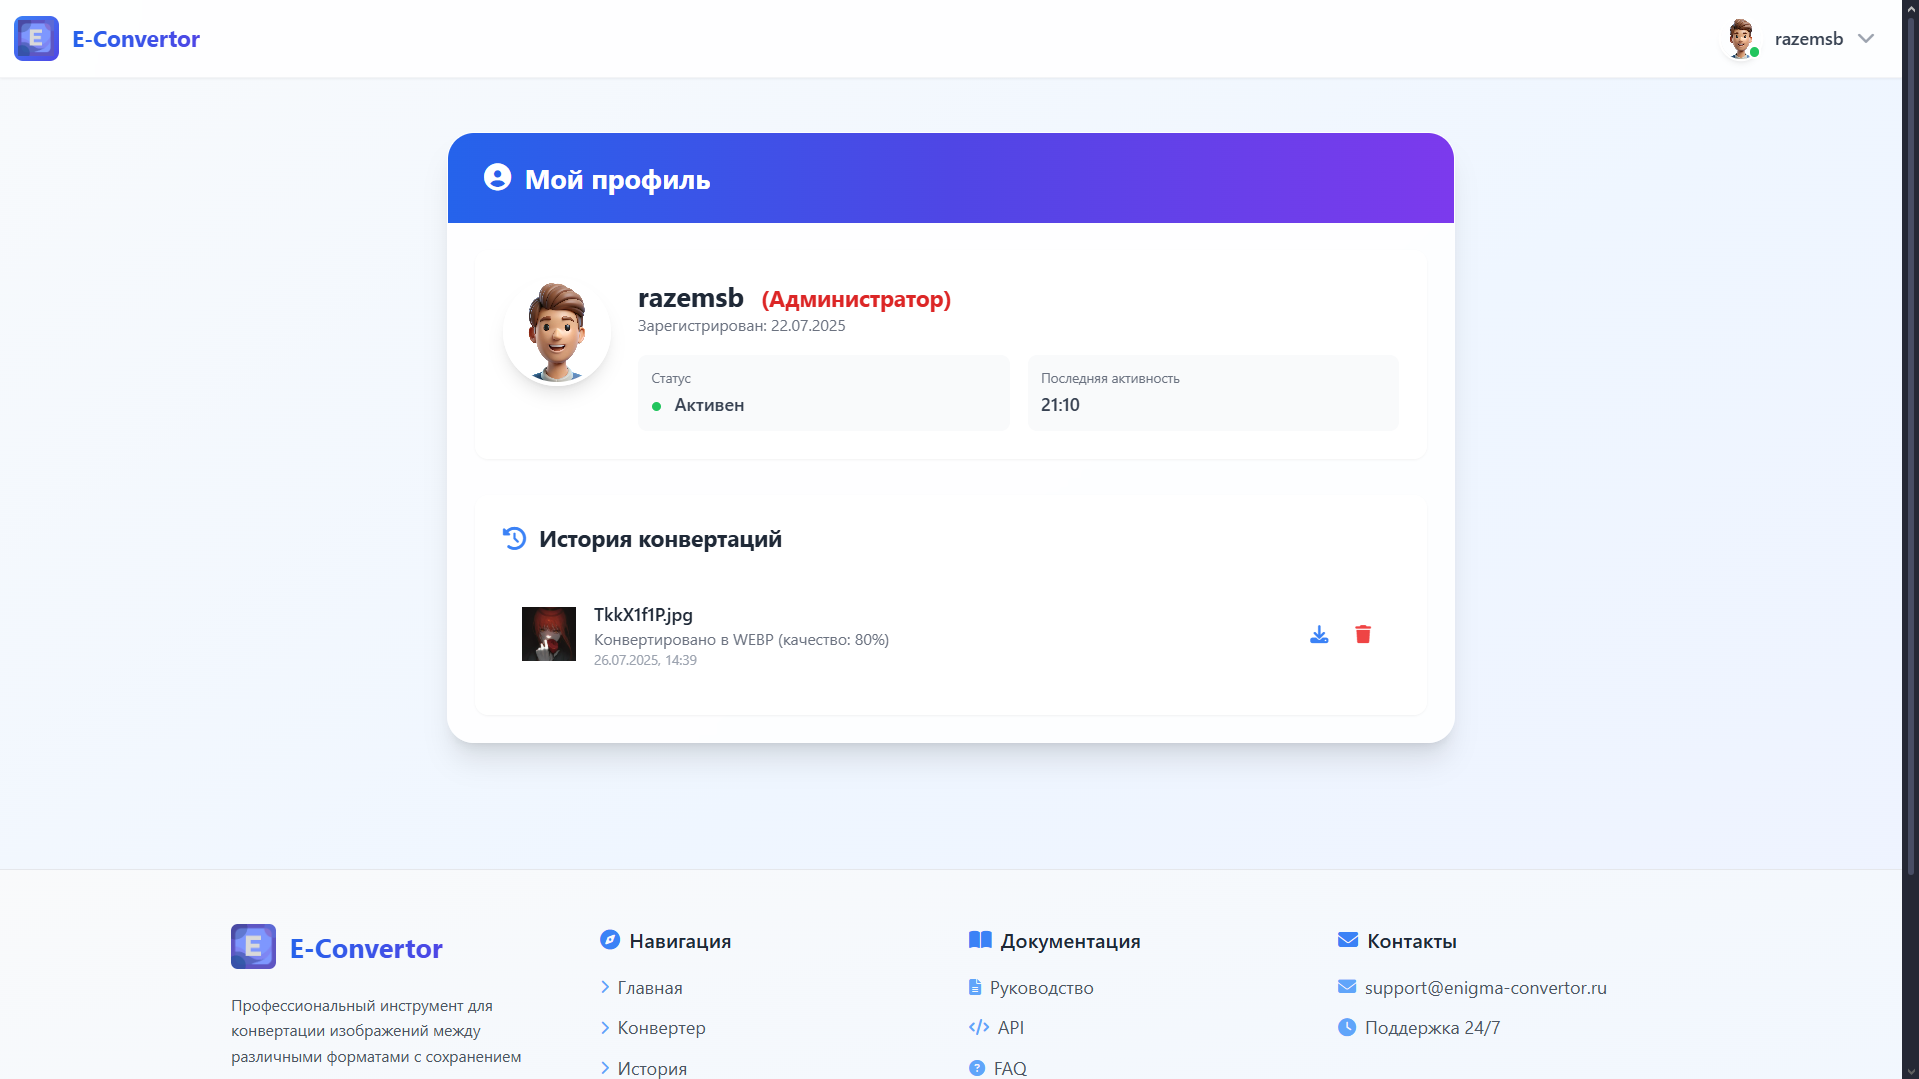 E
E-Convertor
razemsb
Мой профиль
razemsb (Администратор)
Зарегистрирован: 22.07.2025
Статус
Активен
Последняя активность
21:10
История конвертаций
TkkX1f1P.jpg
Конвертировано в WEBP (качество: 80%)
26.07.2025, 14:39
E
E-Convertor
Профессиональный инструмент для
конвертации изображений между
различными форматами с сохранением
Навигация
Главная
Конвертер
История
Документация
Руководство
API
FAQ
Контакты
support@enigma-convertor.ru
Поддержка 24/7